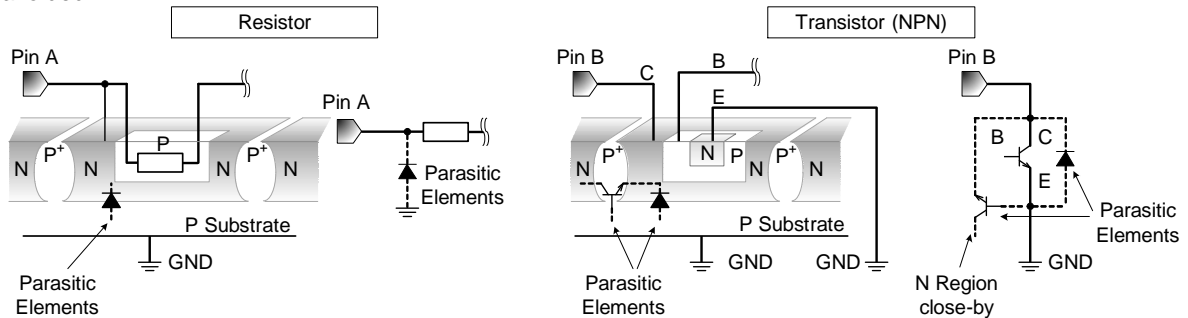 Resistor
Pin A
P
N
P+
N
N
P+
N
P Substrate
GND
Parasitic
Elements
Pin A
Parasitic
Elements
Transistor (NPN)
Pin B
C
B
E
N
P+
N
N
P
N
P+
N
P Substrate
GND
GND
Parasitic
Elements
Pin B
B
C
E
Parasitic
Elements
GND
N Region
close-by